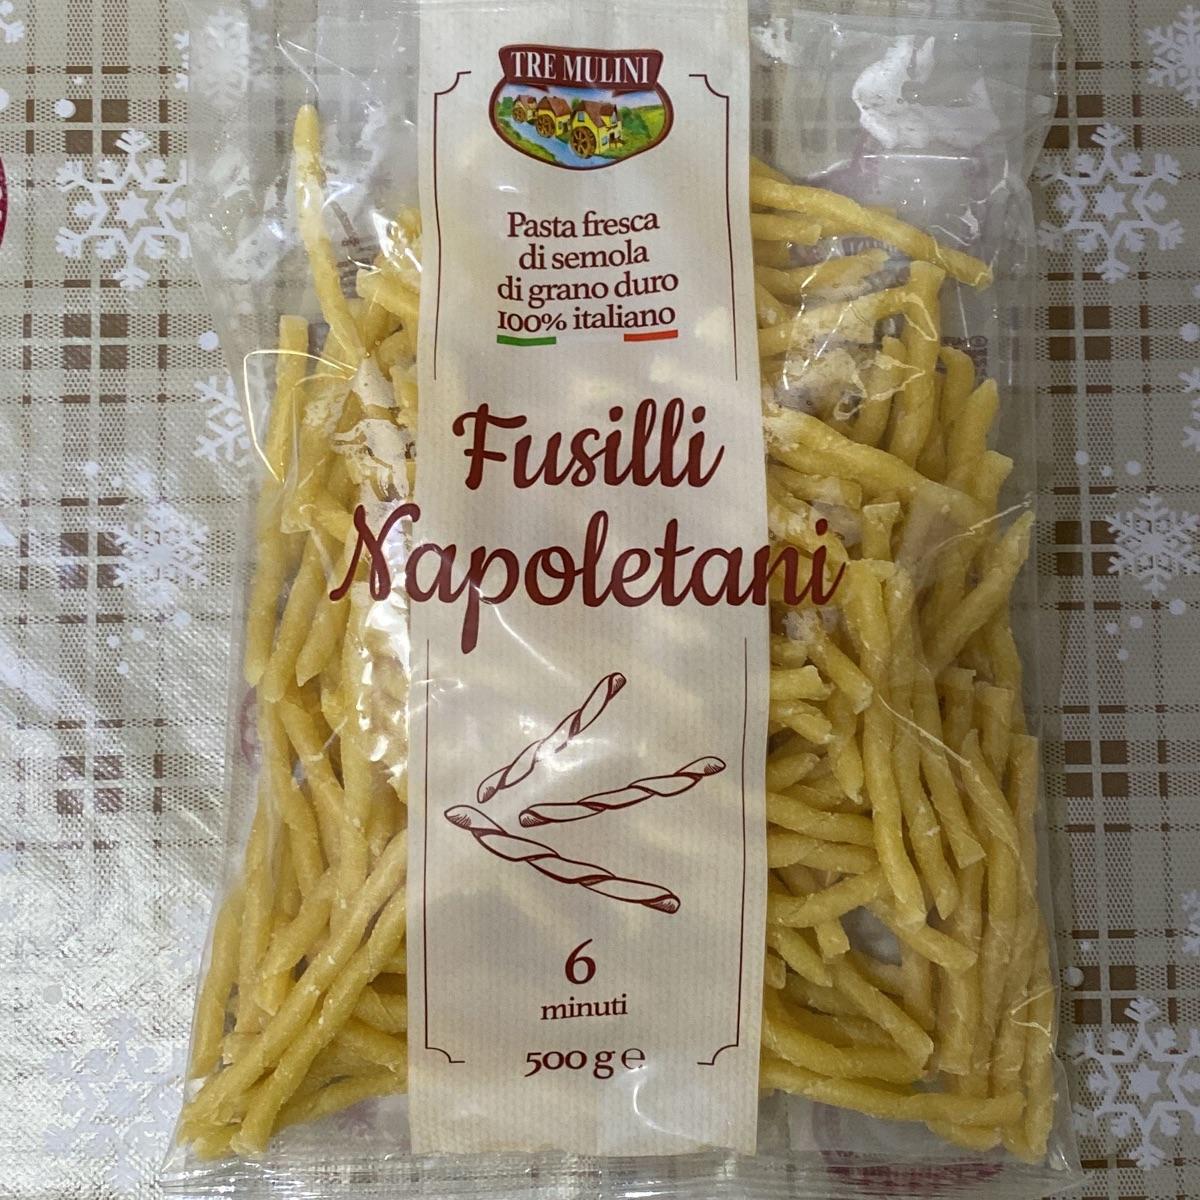 TRE MULINI
Pasta fresca
di semola
di grano duro
100% italiano
Fusilli
Napoletani
6
minuti
500 g ℮